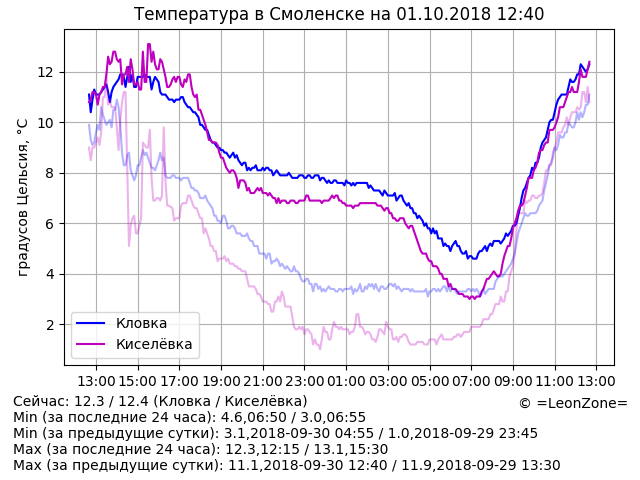 Температура в Смоленске на 01.10.2018 12:40
градусов Цельсия, °C
12
10
8
6
4
2
Кловка
Киселёвка
13:00 15:00 17:00 19:00 21:00 23:00 01:00 03:00 05:00 07:00 09:00 11:00 13:00
Сейчас: 12.3 / 12.4 (Кловка / Киселёвка)
© =LeonZone=
Min (за последние 24 часа): 4.6,06:50 / 3.0,06:55
Min (за предыдущие сутки): 3.1,2018-09-30 04:55 / 1.0,2018-09-29 23:45
Max (за последние 24 часа): 12.3,12:15 / 13.1,15:30
Max (за предыдущие сутки): 11.1,2018-09-30 12:40 / 11.9,2018-09-29 13:30